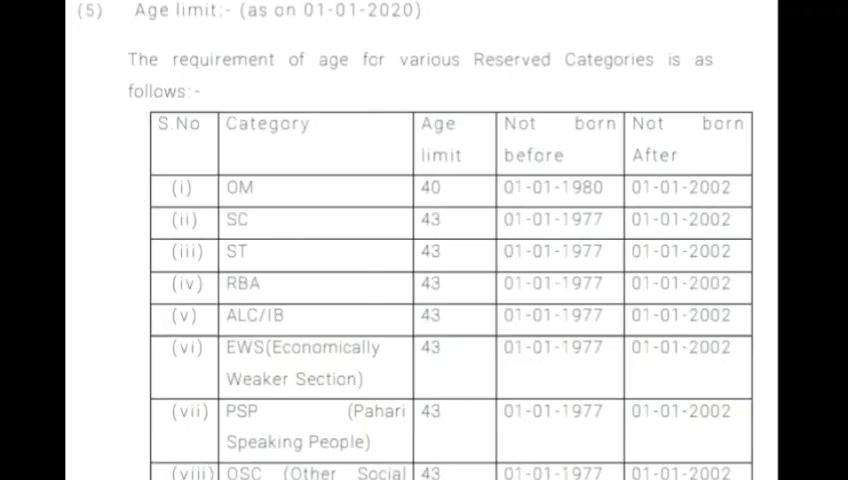 (5) Age limit:- (as on 01-01-2020)
The requirement of age for various Reserved Categories is as
follows:-
S.No Category Age limit Not born before Not born After
(i) OM 40 01-01-1980 01-01-2002
(ii) SC 43 01-01-1977 01-01-2002
(iii) ST 43 01-01-1977 01-01-2002
(iv) RBA 43 01-01-1977 01-01-2002
(v) ALC/IB 43 01-01-1977 01-01-2002
(vi) EWS(Economically 43 01-01-1977 01-01-2002
Weaker Section)
(vii) PSP (Pahari 43 01-01-1977 01-01-2002
Speaking People)
(viii) OSC (Other Social 43 01-01-1977 01-01-2002